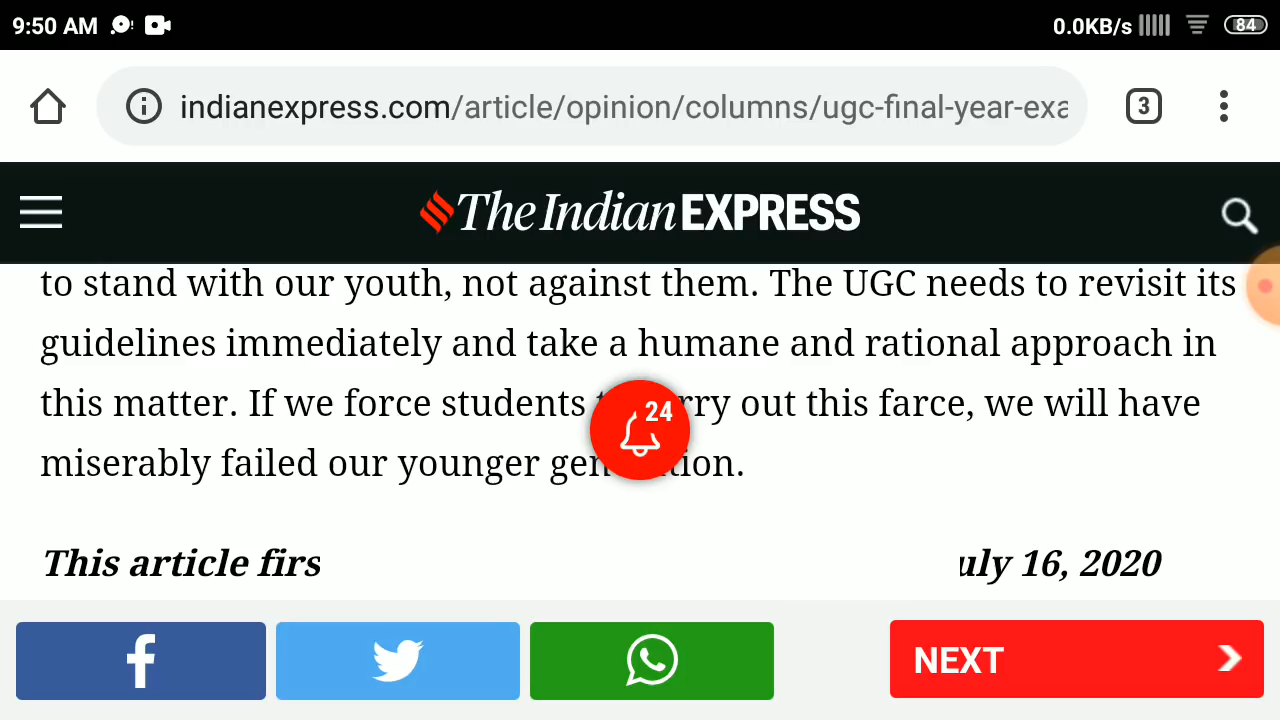 9:50 AM 0.0KB/s 84
indianexpress.com/article/opinion/columns/ugc-final-year-exa 3
The Indian EXPRESS
to stand with our youth, not against them. The UGC needs to revisit its
guidelines immediately and take a humane and rational approach in
this matter. If we force students rry out this farce, we will have
24
miserably failed our younger gen tion.
This article firs uly 16, 2020
NEXT